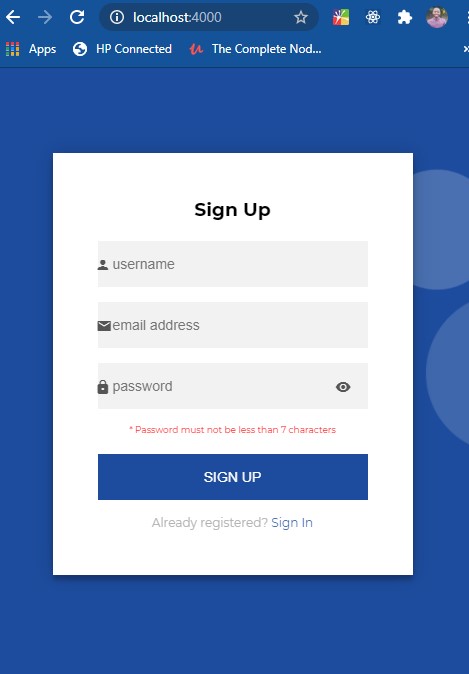 localhost:4000
Apps HP Connected The Complete Nod...
Sign Up
username
email address
password
* Password must not be less than 7 characters
SIGN UP
Already registered? Sign In